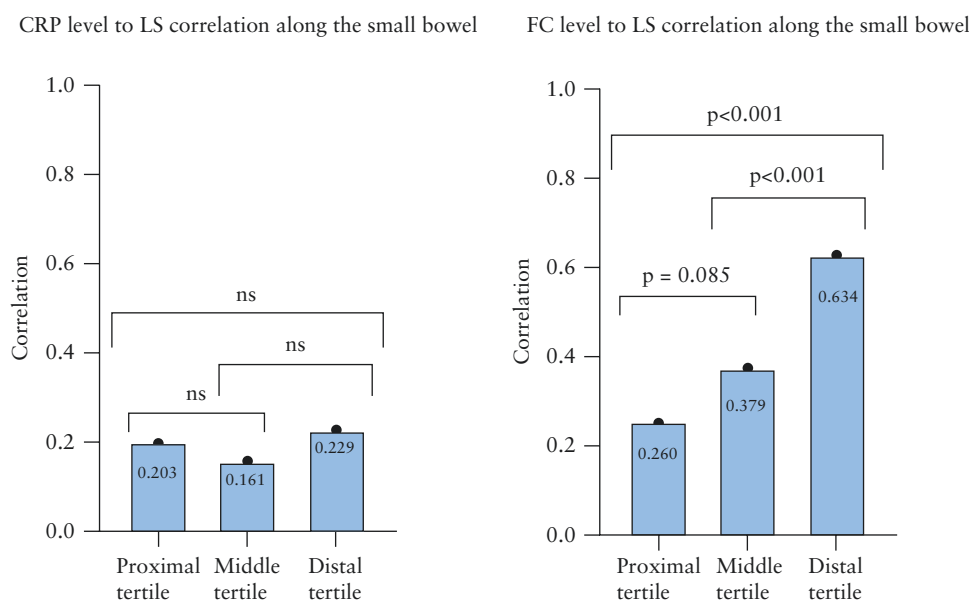 CRP level to LS correlation along the small bowel
1.0
0.8
0.6
0.4
0.2
0.0
Correlation
ns
ns
ns
0.203
0.161
0.229
Proximal
tertile
Middle
tertile
Distal
tertile
FC level to LS correlation along the small bowel
1.0
0.8
0.6
0.4
0.2
0.0
Correlation
p<0.001
p<0.001
p = 0.085
0.260
0.379
0.634
Proximal
tertile
Middle
tertile
Distal
tertile